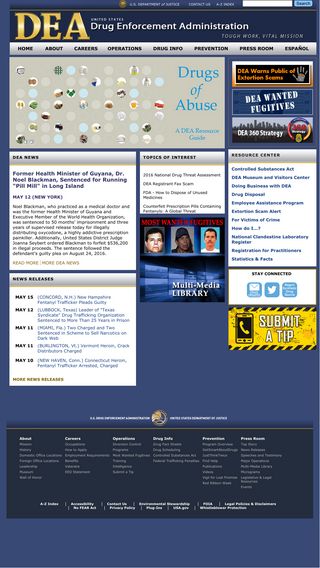 U.S. DEPARTMENT of JUSTICE CONTACT US A-Z INDEX
DEA
UNITED STATES
Drug Enforcement Administration
TOUGH WORK, VITAL MISSION
HOME ABOUT CAREERS OPERATIONS DRUG INFO PREVENTION PRESS ROOM ESPAÑOL
Drugs
of
Abuse
A DEA Resource
Guide
DEA Warns Public of
Extortion Scams
DEA WANTED
FUGITIVES
DEA 360 STRATEGY
DEA NEWS
Former Health Minister of Guyana, Dr.
Noel Blackman, Sentenced for Running
"Pill Mill" in Long Island
MAY 12 (NEW YORK)
Noel Blackman, who practiced as a medical doctor and
was the former Health Minister of Guyana and
Executive Member of the World Health Organization,
was sentenced to 50 months' imprisonment and three
years of supervised release today for illegally
distributing oxycodone, a highly addictive prescription
painkiller. Additionally, United States District Judge
Joanna Seybert ordered Blackman to forfeit $536,200
in illegal proceeds. The sentence followed the
defendant's guilty plea on August 24, 2016.
READ MORE | MORE DEA NEWS
TOPICS OF INTEREST
2016 National Drug Threat Assessment
DEA Registrant Fax Scam
FDA - How to Dispose of Unused
Medicines
Counterfeit Prescription Pills Containing
Fentanyls: A Global Threat
MOST WANTED FUGITIVES
Multi-Media
LIBRARY
RESOURCE CENTER
Controlled Substances Act
DEA Museum and Visitors Center
Doing Business with DEA
Drug Disposal
Employee Assistance Program
Extortion Scam Alert
For Victims of Crime
How do I...?
National Clandestine Laboratory
Register
Registration for Practitioners
Statistics & Facts
STAY CONNECTED
SUBMIT
A TIP
NEWS RELEASES
MAY 15 (CONCORD, N.H.) New Hampshire
Fentanyl Trafficker Pleads Guilty
MAY 12 (LUBBOCK, Texas) Leader of "Texas
Syndicate" Drug Trafficking Organization
Sentenced to More Than 25 Years in Prison
MAY 11 (MIAMI, Fla.) Two Charged and Two
Sentenced in Scheme to Sell Narcotics on
Dark Web
MAY 11 (BURLINGTON, Vt.) Vermont Heroin, Crack
Distributors Charged
MAY 10 (NEW HAVEN, Conn.) Connecticut Heroin,
Fentanyl Trafficker Arrested, Charged
MORE NEWS RELEASES
U.S. DRUG ENFORCEMENT ADMINISTRATION UNITED STATES DEPARTMENT OF JUSTICE
About Careers Operations Drug Info Prevention Press Room
Mission Occupations Diversion Control Drug Fact Sheets Program Overview Top Story
History How to Apply Programs Drug Scheduling GetSmartAboutDrugs News Releases
Domestic Office Locations Employment Requirements Most Wanted Fugitives Controlled Substances Act JustThinkTwice Speeches and Testimony
Foreign Office Locations Benefits Training Federal Trafficking Penalties Find Help Major Operations
Leadership Veterans Intelligence Publications Multi-Media Library
Museum EEO Statement Submit a Tip Videos Micrograms
Wall of Honor Vigil for Lost Promise Legislative Resources
Red Ribbon Week
A-Z Index | Accessibility | Contact Us | Environmental Stewardship | FOIA | Legal Policies & Disclaimers
| No FEAR Act | Privacy Policy | Plug-Ins | USA.gov | Whistleblower Protection